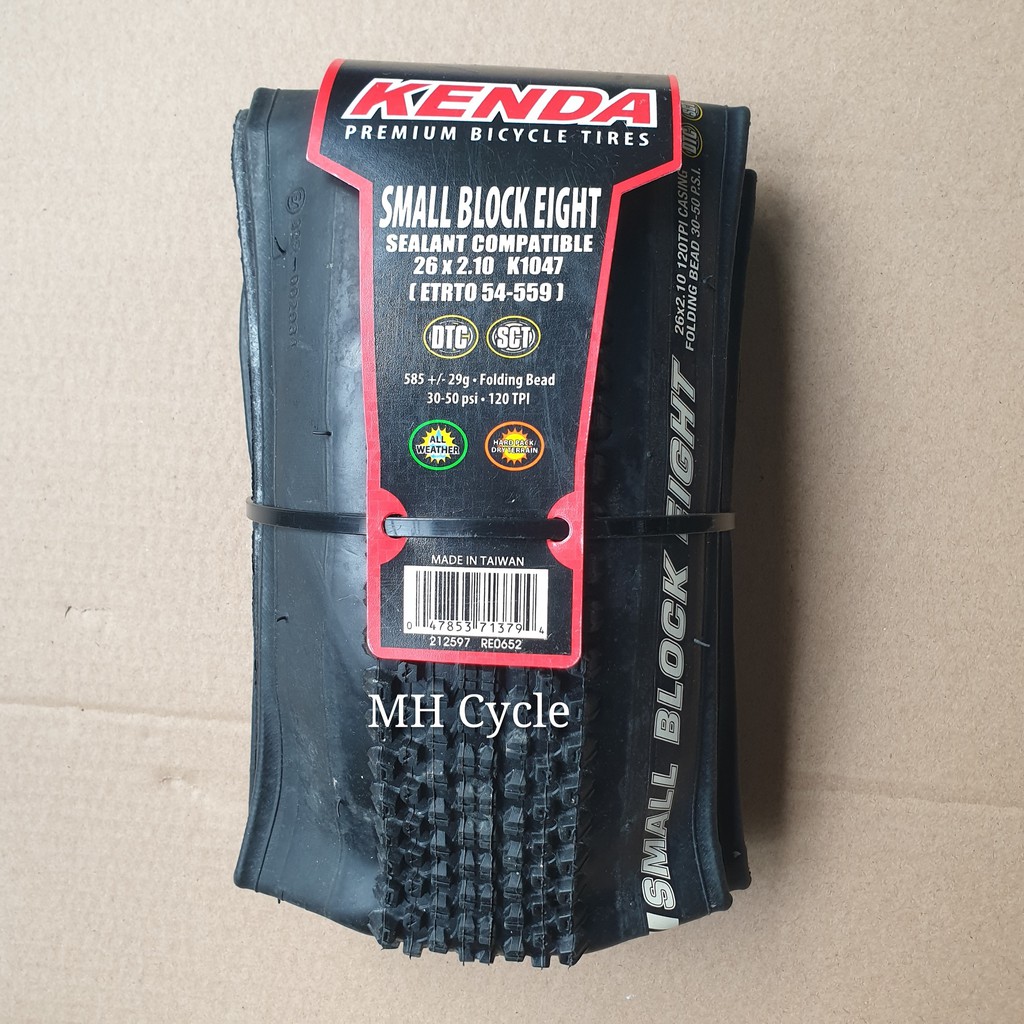 KENDA
PREMIUM BICYCLE TIRES
SMALL BLOCK EIGHT
SEALANT COMPATIBLE
26 x 2.10 K1047
( ETRTO 54-559 )
DTC SCT
585 +/- 29g • Folding Bead
30-50 psi • 120 TPI
ALL WEATHER
HARD PACK/
DRY TERRAIN
MADE IN TAIWAN
0 47853 71379 4
212597 RE0652
MH Cycle
SMALL BLOCK EIGHT
26x2.10 120TPI CASING
FOLDING BEAD 30-50 P.S.I.
DTC